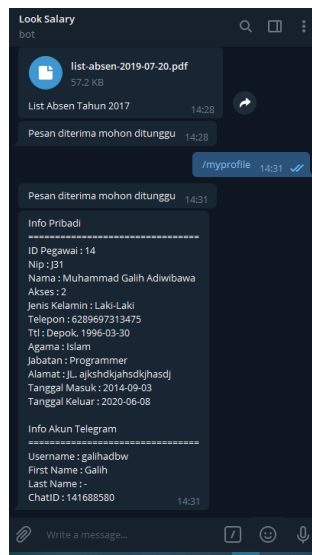 Look Salary
bot
list-absen-2019-07-20.pdf
57.2 KB
List Absen Tahun 2017
14:28
Pesan diterima mohon ditunggu 14:28
/myprofile 14:31
Pesan diterima mohon ditunggu 14:31
Info Pribadi
================================
ID Pegawai : 14
Nip : J31
Nama : Muhammad Galih Adiwibawa
Akses : 2
Jenis Kelamin : Laki-Laki
Telepon : 6289697313475
Ttl : Depok, 1996-03-30
Agama : Islam
Jabatan : Programmer
Alamat : JL. ajkshdkjahsdkjhasdj
Tanggal Masuk : 2014-09-03
Tanggal Keluar : 2020-06-08
Info Akun Telegram
================================
Username : galihadbw
First Name : Galih
Last Name : -
ChatID : 141688580
14:31
Write a message...